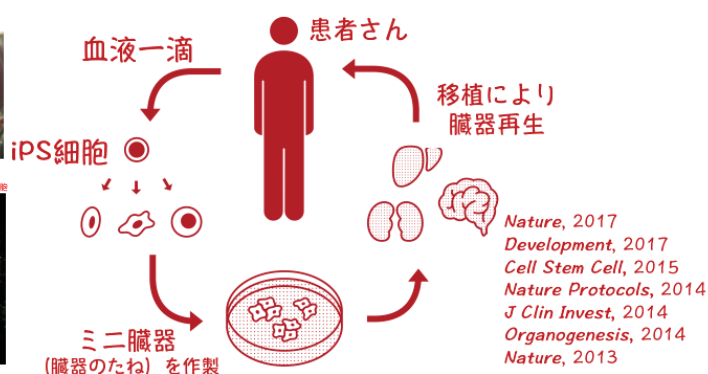 患者さん
血液一滴
移植により
臓器再生
iPS細胞
ミニ臓器
(臓器のたね) を作製
Nature, 2017
Development, 2017
Cell Stem Cell, 2015
Nature Protocols, 2014
J Clin Invest, 2014
Organogenesis, 2014
Nature, 2013